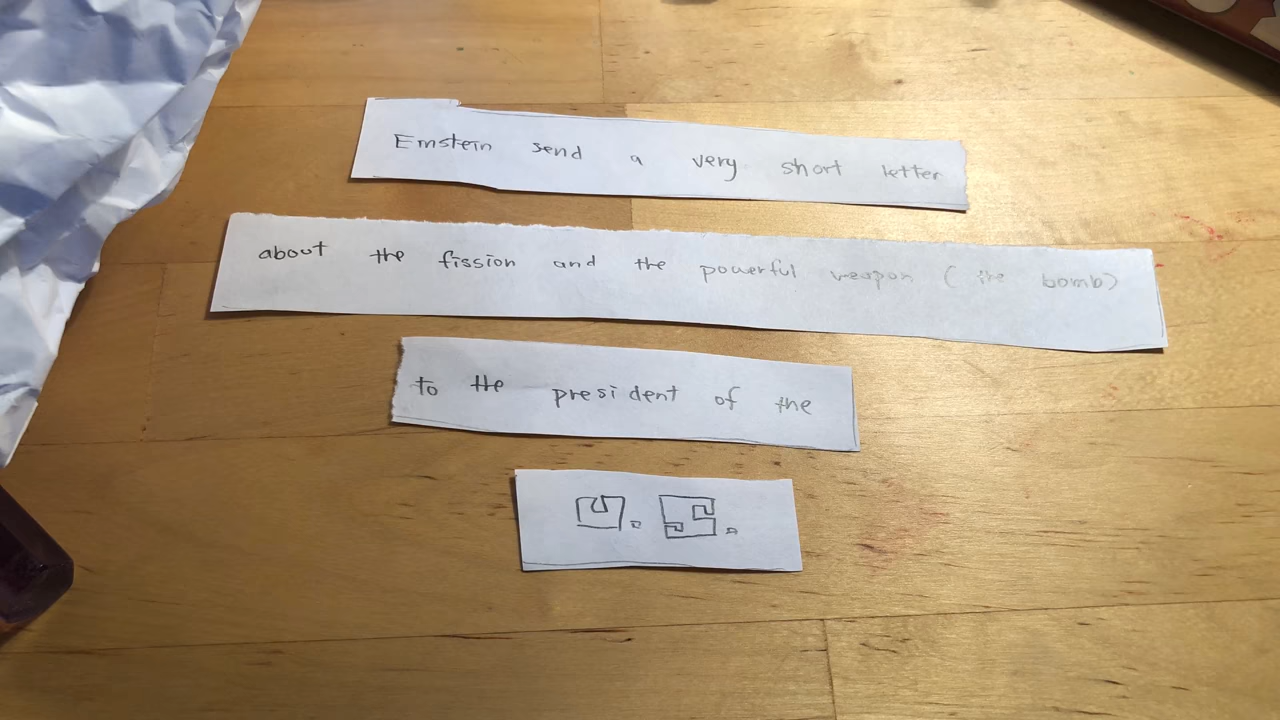 Einstein send a very short letter
about the fission and the powerful weapon (the bomb)
to the president of the
U. S.